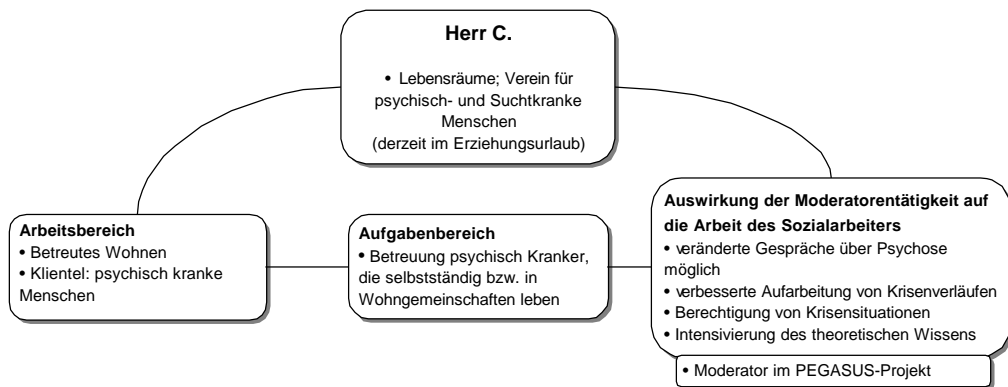 Herr C.
• Lebensräume; Verein für
psychisch- und Suchtkranke
Menschen
(derzeit im Erziehungsurlaub)
Arbeitsbereich
• Betreutes Wohnen
• Klientel: psychisch kranke
Menschen
Aufgabenbereich
• Betreuung psychisch Kranker,
die selbstständig bzw. in
Wohngemeinschaften leben
Auswirkung der Moderatorentätigkeit auf
die Arbeit des Sozialarbeiters
• veränderte Gespräche über Psychose
möglich
• verbesserte Aufarbeitung von Krisenverläufen
• Berechtigung von Krisensituationen
• Intensivierung des theoretischen Wissens
• Moderator im PEGASUS-Projekt